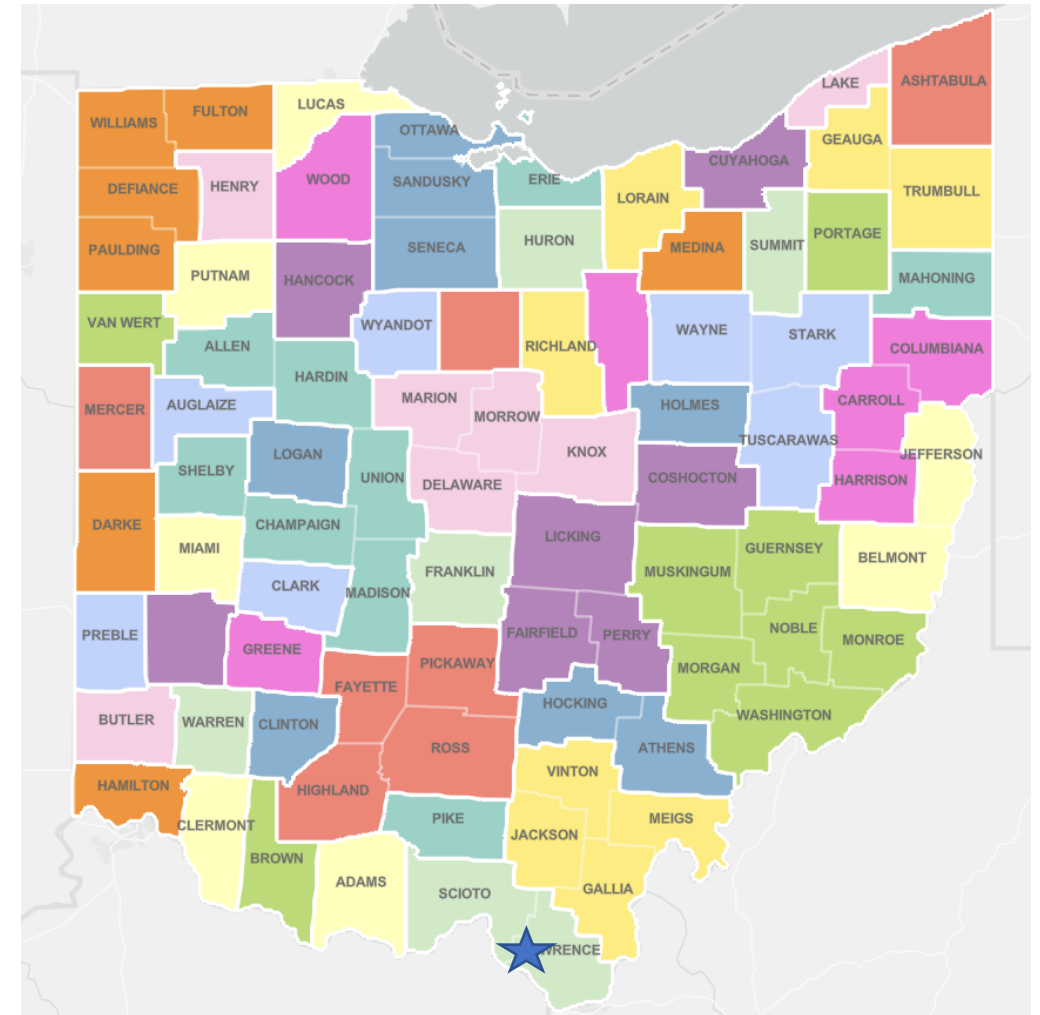 LAKE
ASHTABULA
LUCAS
FULTON
WILLIAMS
OTTAWA
GEAUGA
CUYAHOGA
WOOD
ERIE
SANDUSKY
HENRY
DEFIANCE
TRUMBULL
LORAIN
PORTAGE
HURON
SUMMIT
MEDINA
SENECA
PAULDING
PUTNAM
HANCOCK
MAHONING
VAN WERT
WYANDOT
WAYNE
STARK
ALLEN
RICHLAND
COLUMBIANA
HARDIN
MARION
CARROLL
AUGLAIZE
HOLMES
MERCER
MORROW
TUSCARAWAS
KNOX
LOGAN
JEFFERSON
SHELBY
UNION
COSHOCTON
HARRISON
DELAWARE
DARKE
CHAMPAIGN
LICKING
MIAMI
GUERNSEY
BELMONT
FRANKLIN
MUSKINGUM
CLARK
MADISON
NOBLE
PREBLE
FAIRFIELD
PERRY
MONROE
GREENE
PICKAWAY
MORGAN
FAYETTE
HOCKING
WASHINGTON
BUTLER
WARREN
CLINTON
ROSS
ATHENS
VINTON
HAMILTON
HIGHLAND
PIKE
MEIGS
CLERMONT
JACKSON
BROWN
ADAMS
GALLIA
SCIOTO
WRENCE